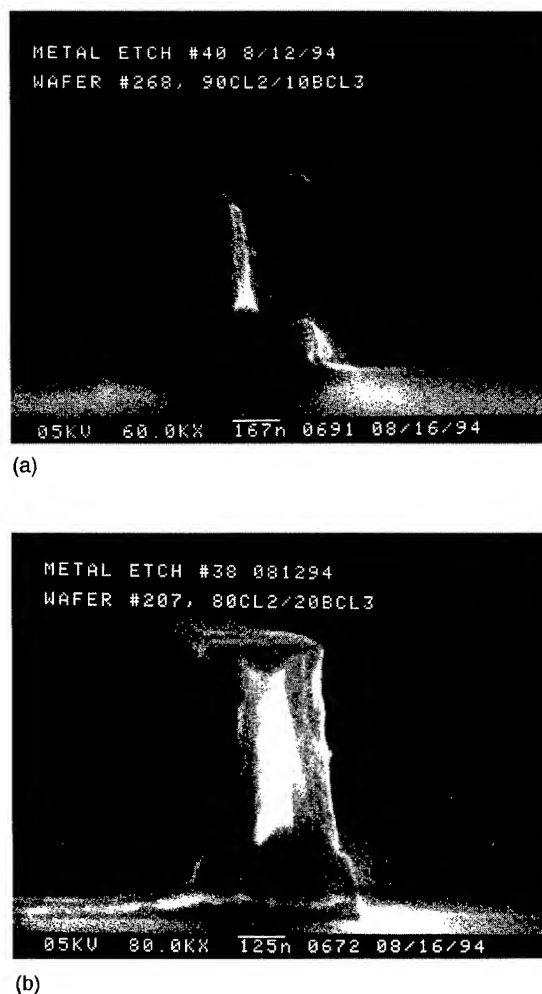 METAL ETCH #40 8/12/94
WAFER #268, 90CL2/10BCL3
05KV 60.0KX 167n 0691 08/16/94
(a)
METAL ETCH #38 081294
WAFER #207, 80CL2/20BCL3
05KV 80.0KX 125n 0672 08/16/94
(b)